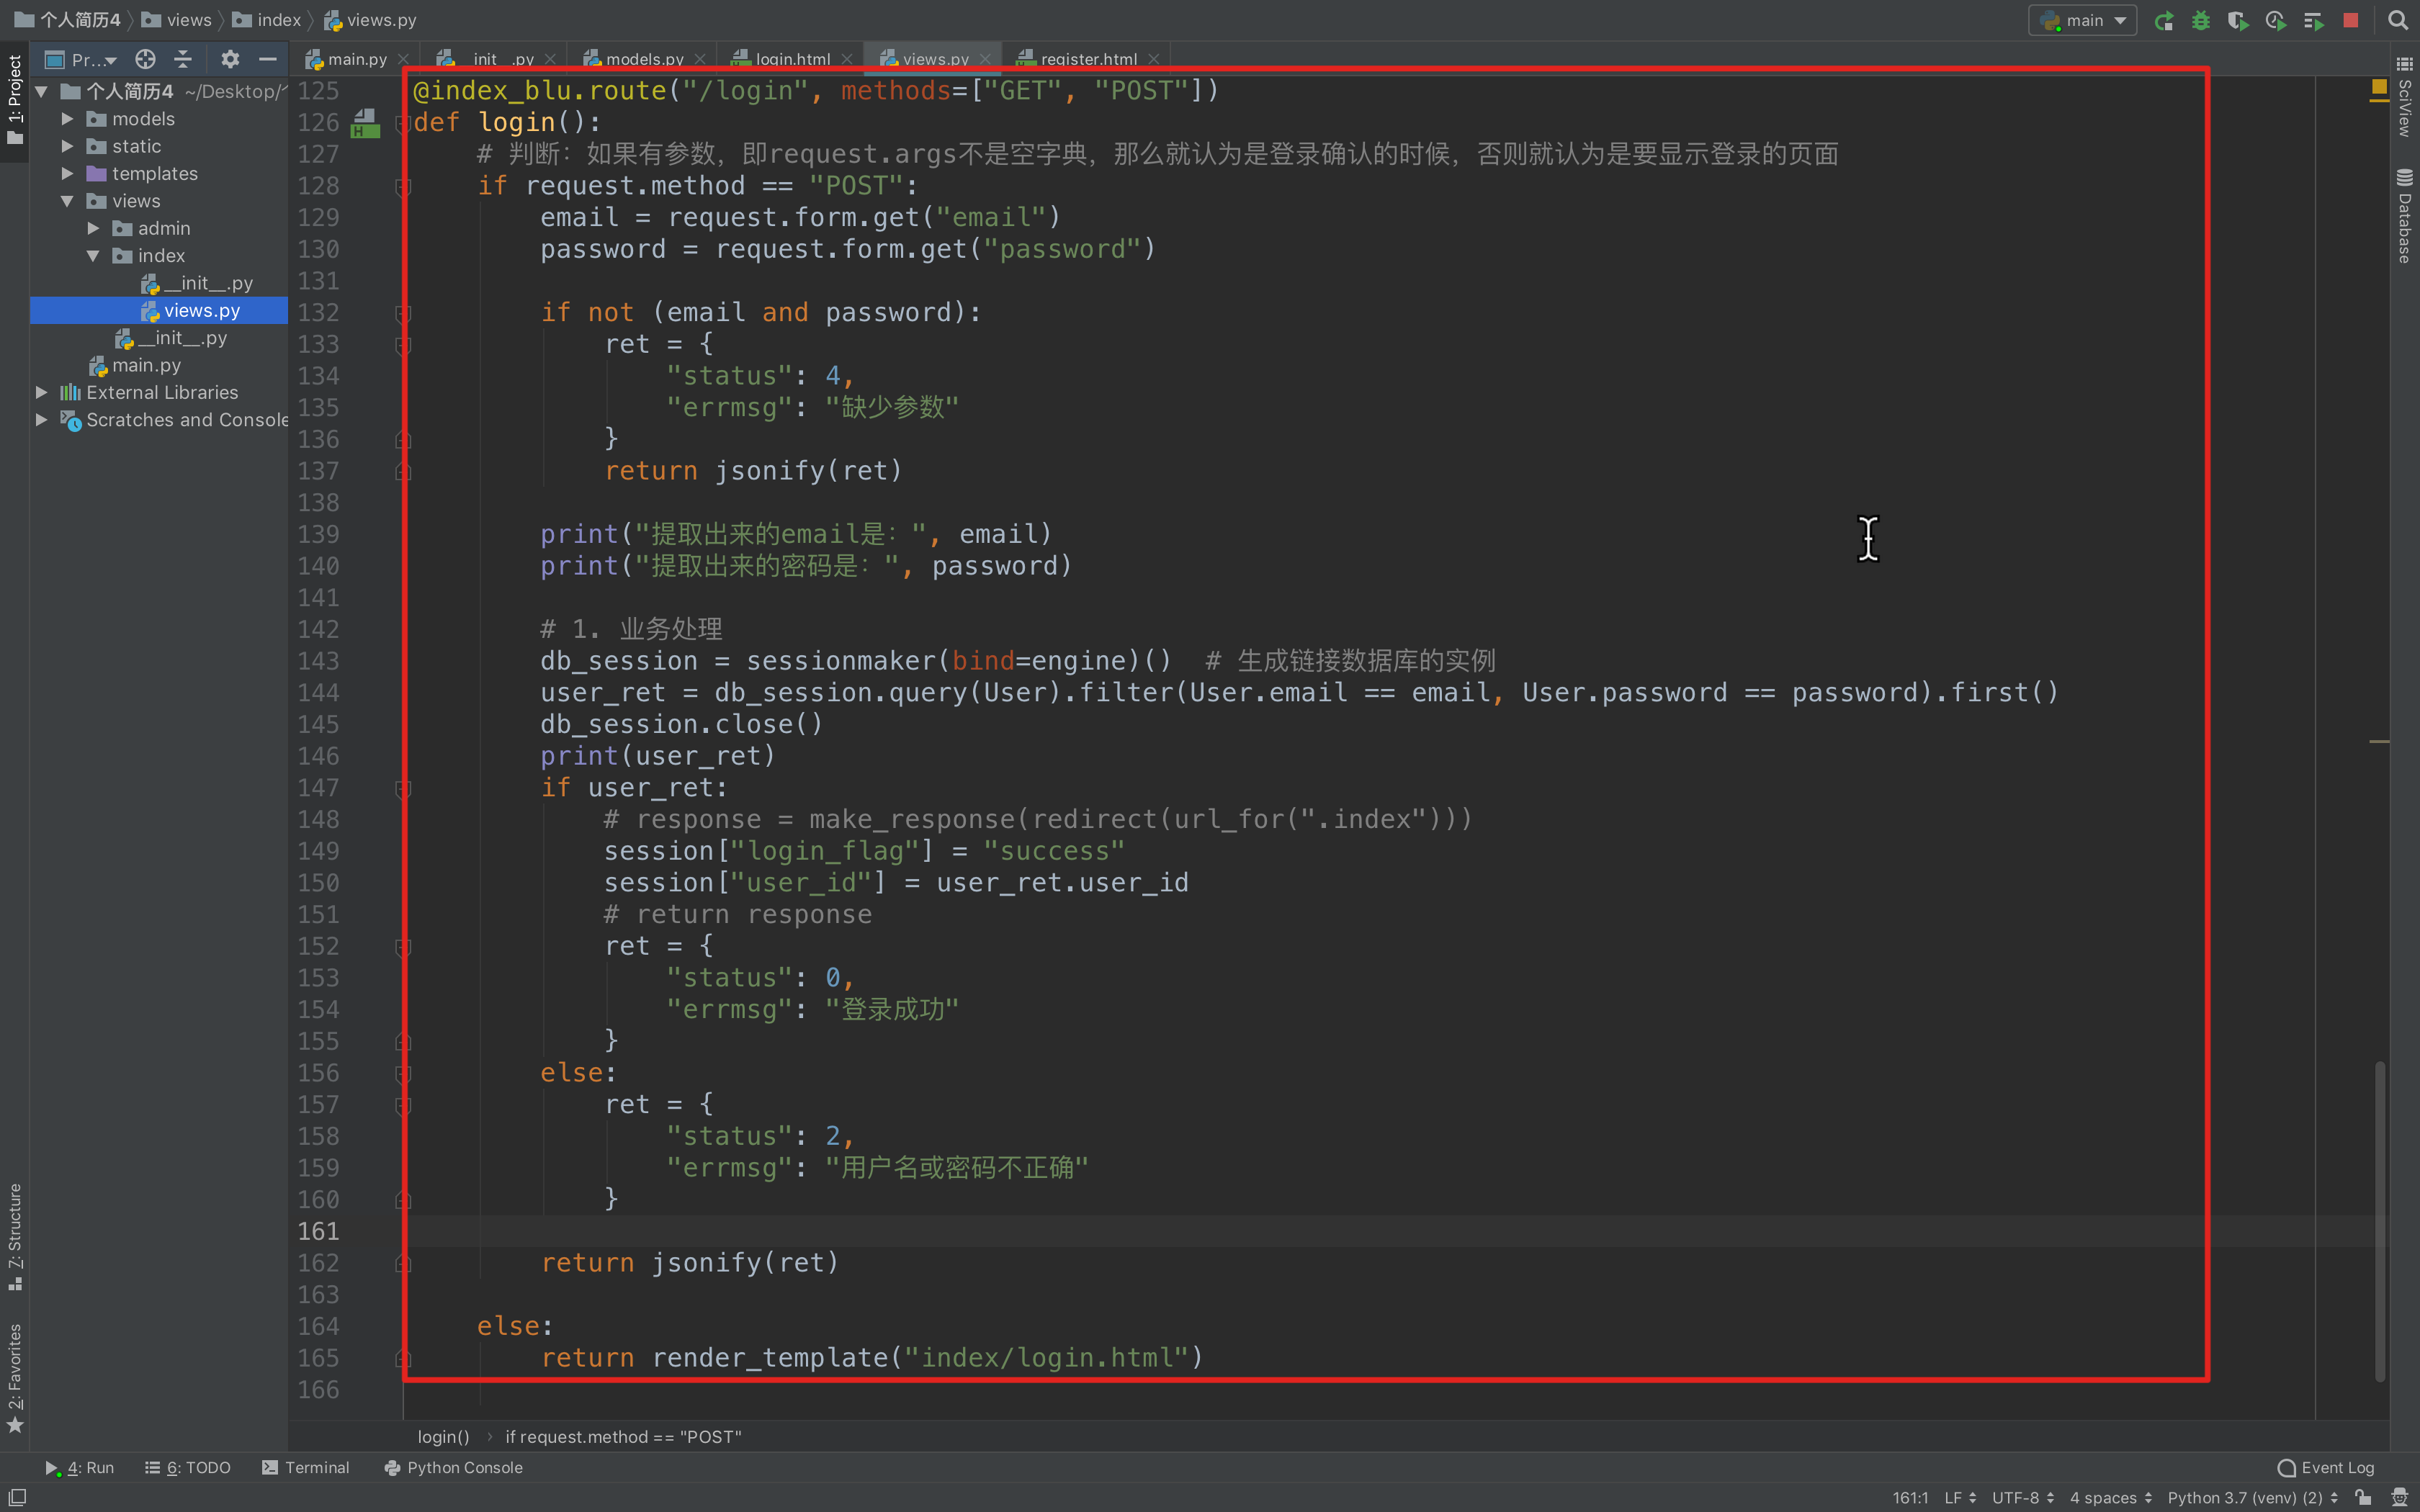 个人简历4 views index views.py main
Pr... main.py __init__.py models.py login.html views.py register.html
1: Project
个人简历4 ~/Desktop/
models
static
templates
views
admin
index
__init__.py
views.py
__init__.py
main.py
External Libraries
Scratches and Console
7: Structure
2: Favorites
125 @index_blu.route("/login", methods=["GET", "POST"])
126 def login():
127 # 判断：如果有参数，即request.args不是空字典，那么就认为是登录确认的时候，否则就认为是要显示登录的页面
128 if request.method == "POST":
129 email = request.form.get("email")
130 password = request.form.get("password")
131
132 if not (email and password):
133 ret = {
134 "status": 4,
135 "errmsg": "缺少参数"
136 }
137 return jsonify(ret)
138
139 print("提取出来的email是：", email)
140 print("提取出来的密码是：", password)
141
142 # 1. 业务处理
143 db_session = sessionmaker(bind=engine)() # 生成链接数据库的实例
144 user_ret = db_session.query(User).filter(User.email == email, User.password == password).first()
145 db_session.close()
146 print(user_ret)
147 if user_ret:
148 # response = make_response(redirect(url_for(".index")))
149 session["login_flag"] = "success"
150 session["user_id"] = user_ret.user_id
151 # return response
152 ret = {
153 "status": 0,
154 "errmsg": "登录成功"
155 }
156 else:
157 ret = {
158 "status": 2,
159 "errmsg": "用户名或密码不正确"
160 }
161
162 return jsonify(ret)
163
164 else:
165 return render_template("index/login.html")
166
SciView
Database
login() if request.method == "POST"
4: Run 6: TODO Terminal Python Console Event Log
161:1 LF UTF-8 4 spaces Python 3.7 (venv) (2)